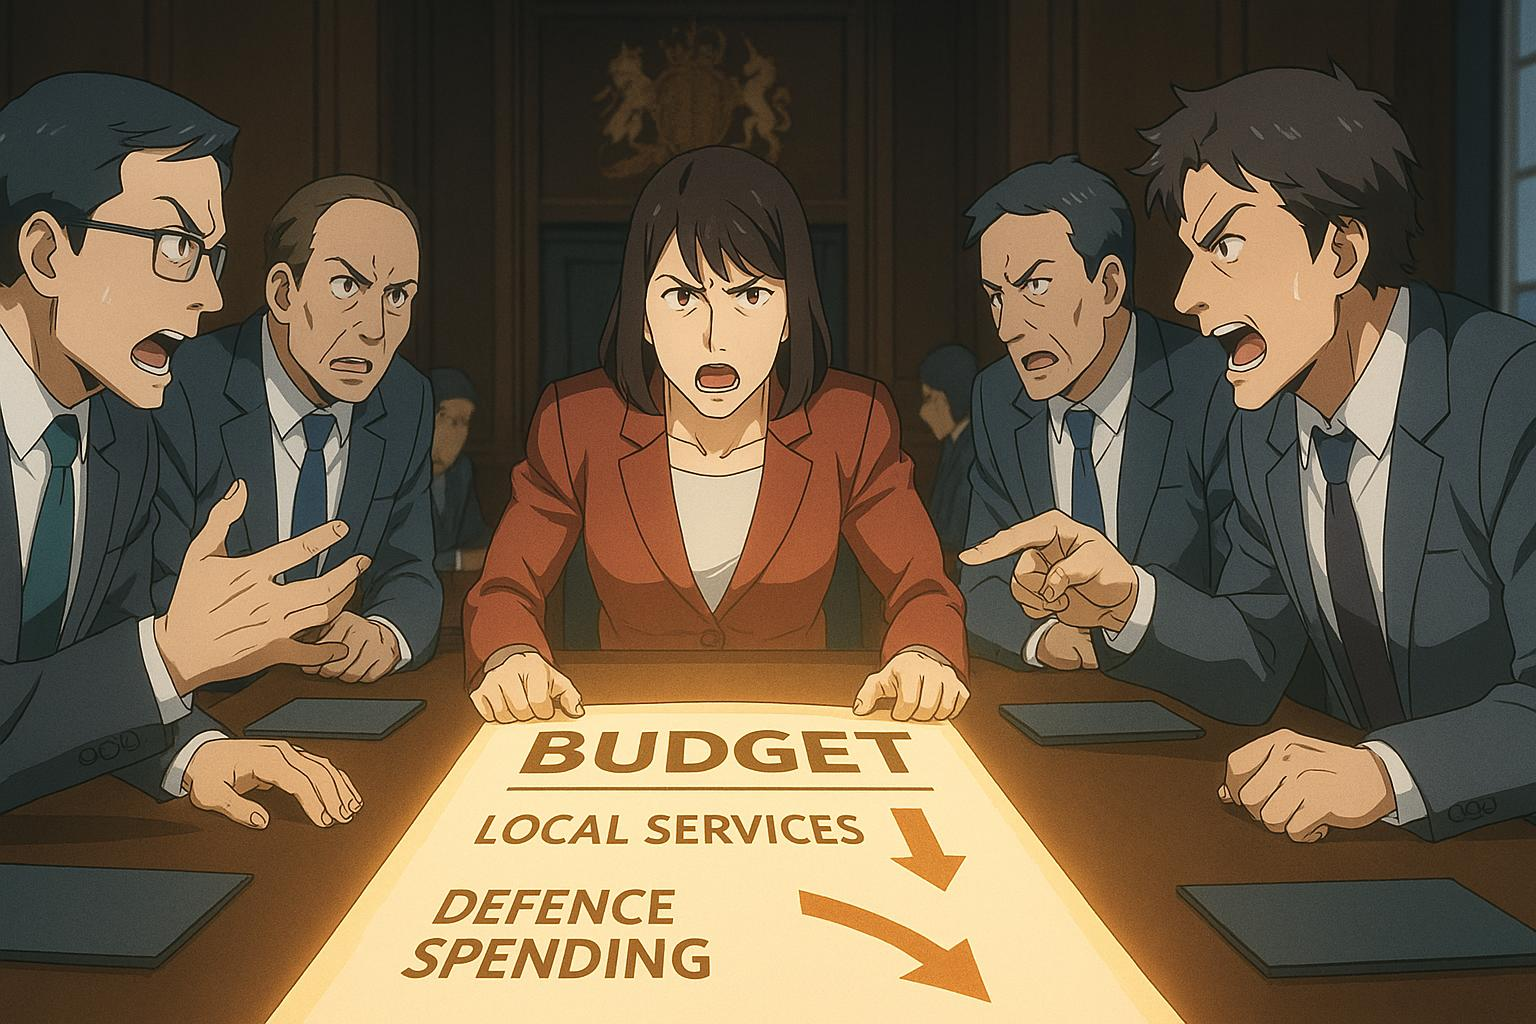 BUDGET
LOCAL SERVICES
DEFENCE
SPENDING